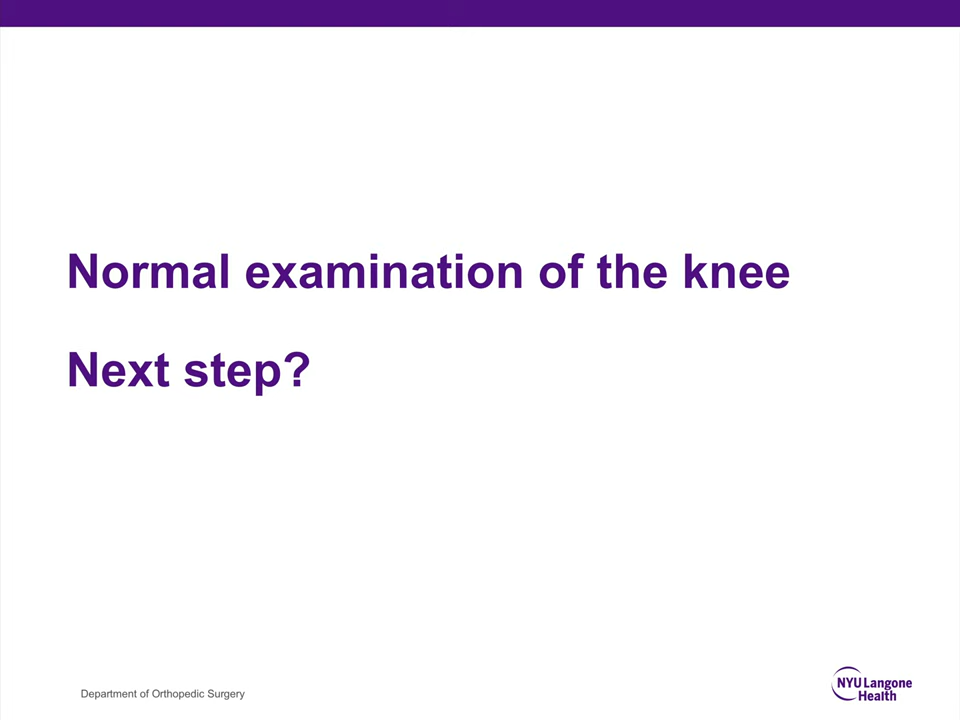 Normal examination of the knee
Next step?
Department of Orthopedic Surgery
NYU Langone
Health